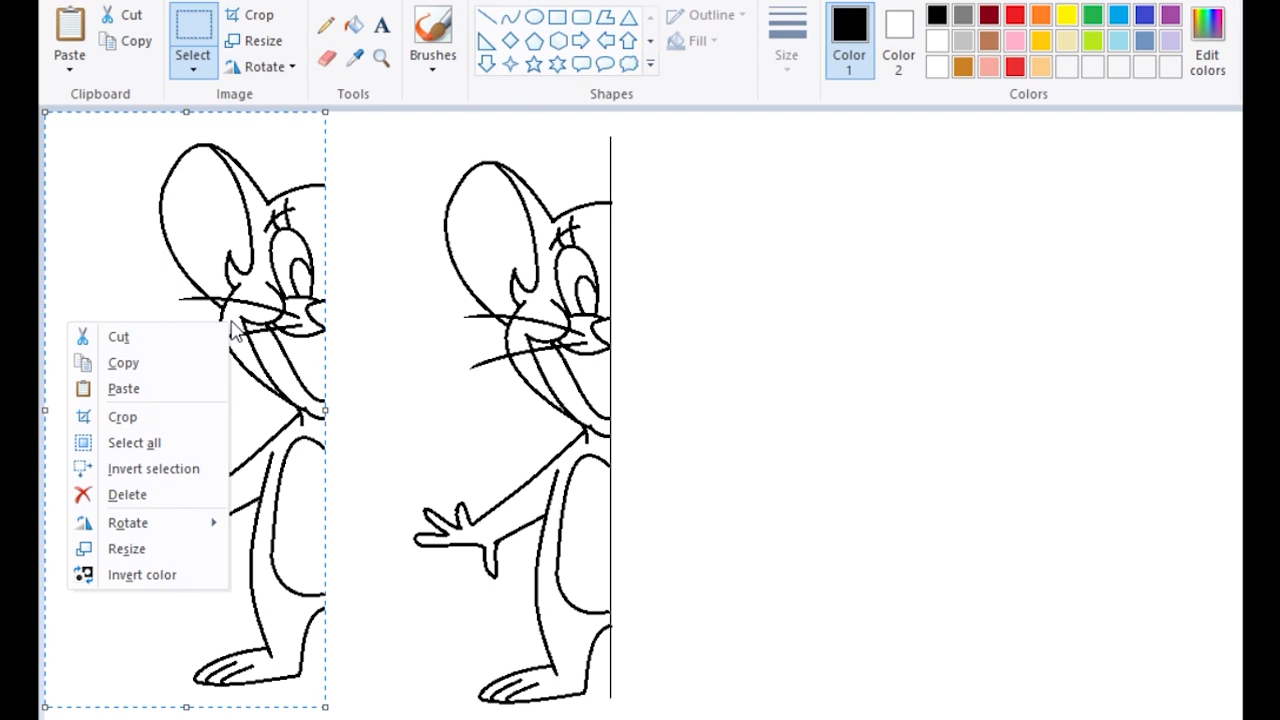 Paste
Cut
Copy
Clipboard
Select
Crop
Resize
Rotate
Image
Tools
Brushes
Outline
Fill
Shapes
Size
Color
1
Color
2
Edit
colors
Colors
Cut
Copy
Paste
Crop
Select all
Invert selection
Delete
Rotate
Resize
Invert color